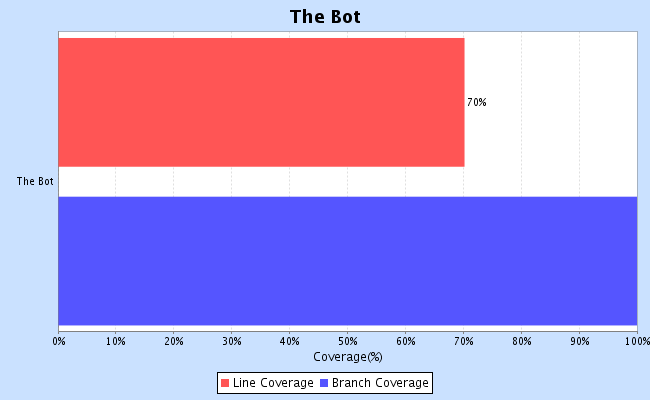 The Bot
70%
The Bot
0% 10% 20% 30% 40% 50% 60% 70% 80% 90% 100%
Coverage(%)
Line Coverage Branch Coverage